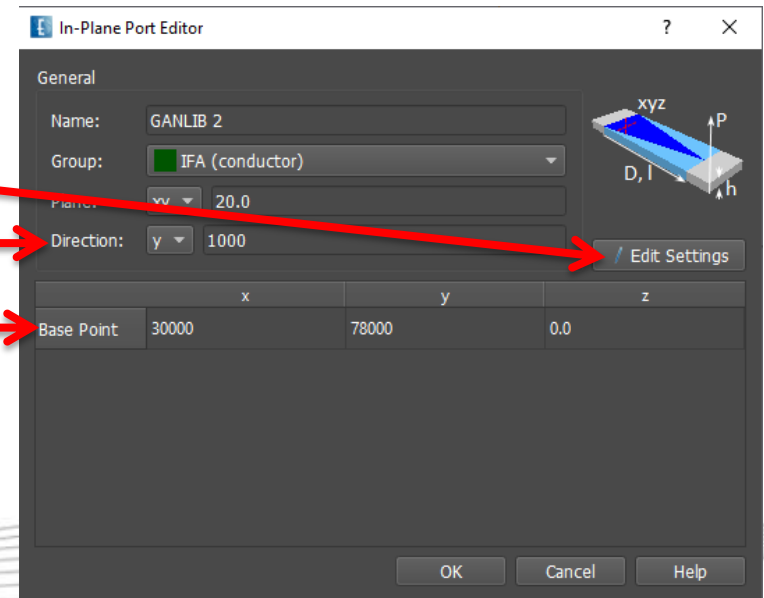 In-Plane Port Editor ? ×
General
Name: GANLIB 2
Group: IFA (conductor)
Plane: xy 20.0
Direction: y 1000
xyz
P
D, l
h
Edit Settings
x y z
Base Point 30000 78000 0.0
OK Cancel Help